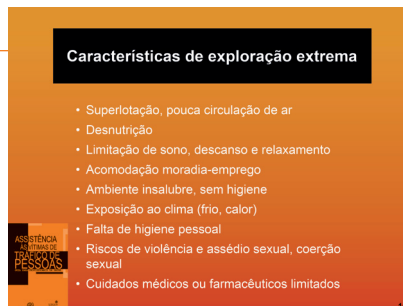 Características de exploração extrema
• Superlotação, pouca circulação de ar
• Desnutrição
• Limitação de sono, descanso e relaxamento
• Acomodação moradia-emprego
• Ambiente insalubre, sem higiene
• Exposição ao clima (frio, calor)
• Falta de higiene pessoal
• Riscos de violência e assédio sexual, coerção
sexual
• Cuidados médicos ou farmacêuticos limitados
ASSISTÊNCIA
ÀS VÍTIMAS DE
TRÁFICO DE
PESSOAS